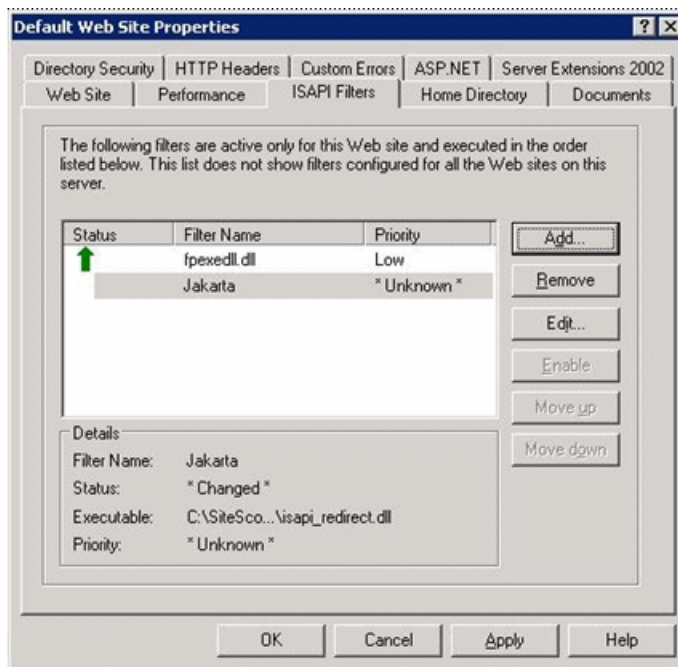 Default Web Site Properties
Directory Security HTTP Headers Custom Errors ASP.NET Server Extensions 2002
Web Site Performance ISAPI Filters Home Directory Documents
The following filters are active only for this Web site and executed in the order
listed below. This list does not show filters configured for all the Web sites on this
server.
Status Filter Name Priority
fpexedll.dll Low
Jakarta * Unknown *
Add...
Remove
Edit...
Enable
Move up
Move down
Details
Filter Name: Jakarta
Status: * Changed *
Executable: C:\SiteSco...\isapi_redirect.dll
Priority: * Unknown *
OK Cancel Apply Help